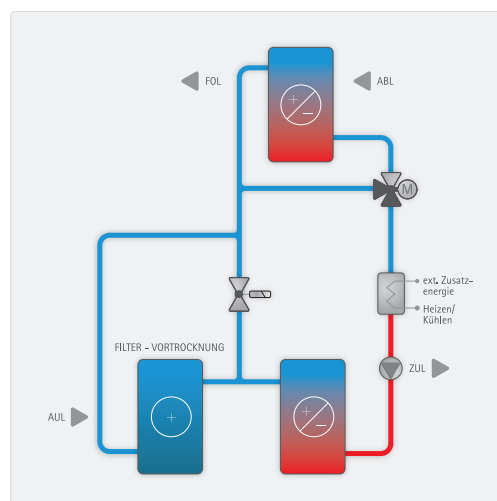 FOL
ABL
M
ext. Zusatz-
energie
Heizen/
Kühlen
FILTER – VORTROCKNUNG
ZUL
AUL